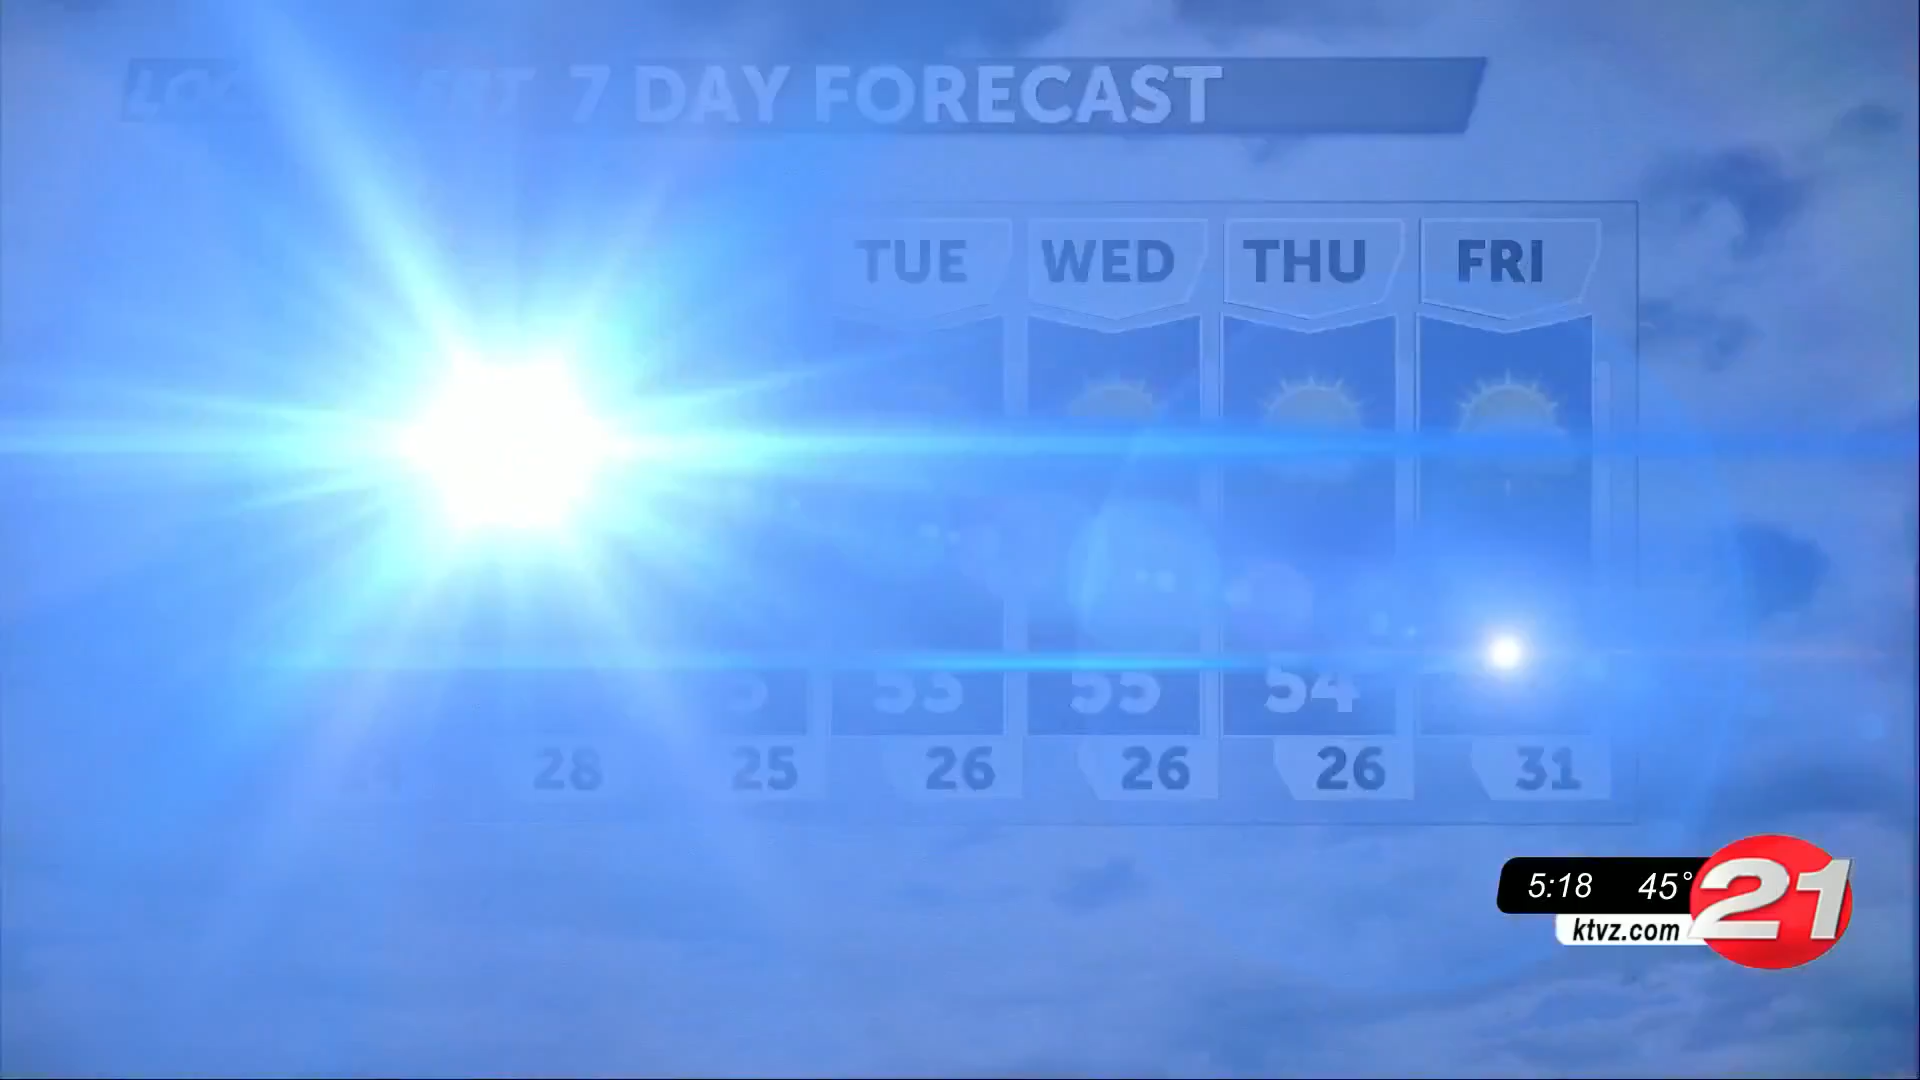 7 DAY FORECAST
TUE WED THU FRI
53 55 54
28 25 26 26 26 31
5:18 45°
ktvz.com
21